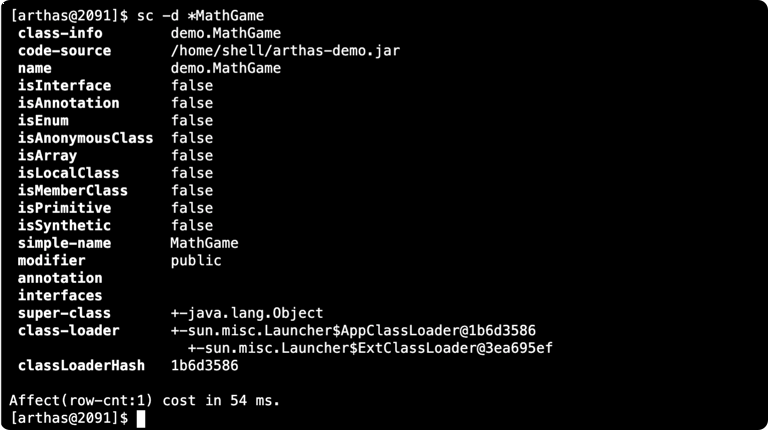 [arthas@2091]$ sc -d *MathGame
class-info demo.MathGame
code-source /home/shell/arthas-demo.jar
name demo.MathGame
isInterface false
isAnnotation false
isEnum false
isAnonymousClass false
isArray false
isLocalClass false
isMemberClass false
isPrimitive false
isSynthetic false
simple-name MathGame
modifier public
annotation
interfaces
super-class +-java.lang.Object
class-loader +-sun.misc.Launcher$AppClassLoader@1b6d3586
+-sun.misc.Launcher$ExtClassLoader@3ea695ef
classLoaderHash 1b6d3586
Affect(row-cnt:1) cost in 54 ms.
[arthas@2091]$